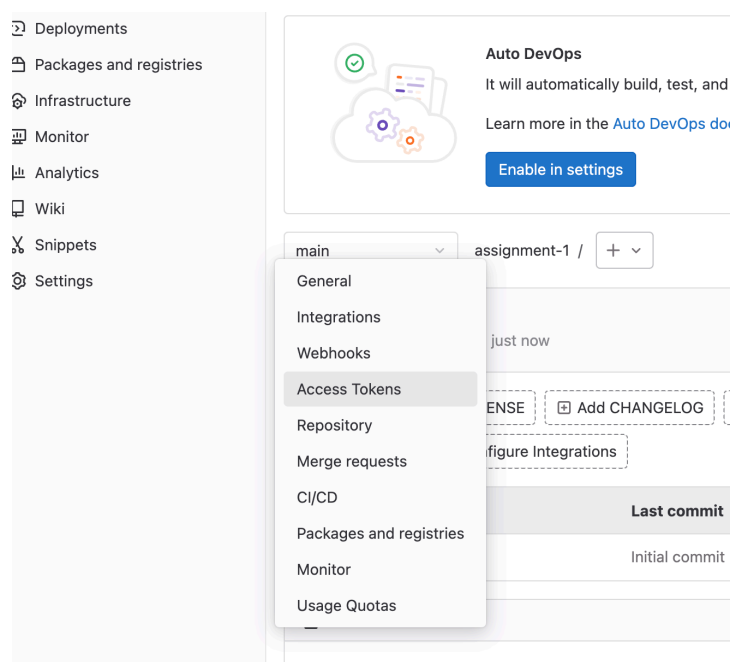 Deployments
Packages and registries
Infrastructure
Monitor
Analytics
Wiki
Snippets
Settings
Auto DevOps
It will automatically build, test, and
Learn more in the Auto DevOps do
Enable in settings
main
assignment-1 /
General
Integrations
Webhooks
Access Tokens
Repository
Merge requests
CI/CD
Packages and registries
Monitor
Usage Quotas
just now
ENSE
Add CHANGELOG
figure Integrations
Last commit
Initial commit